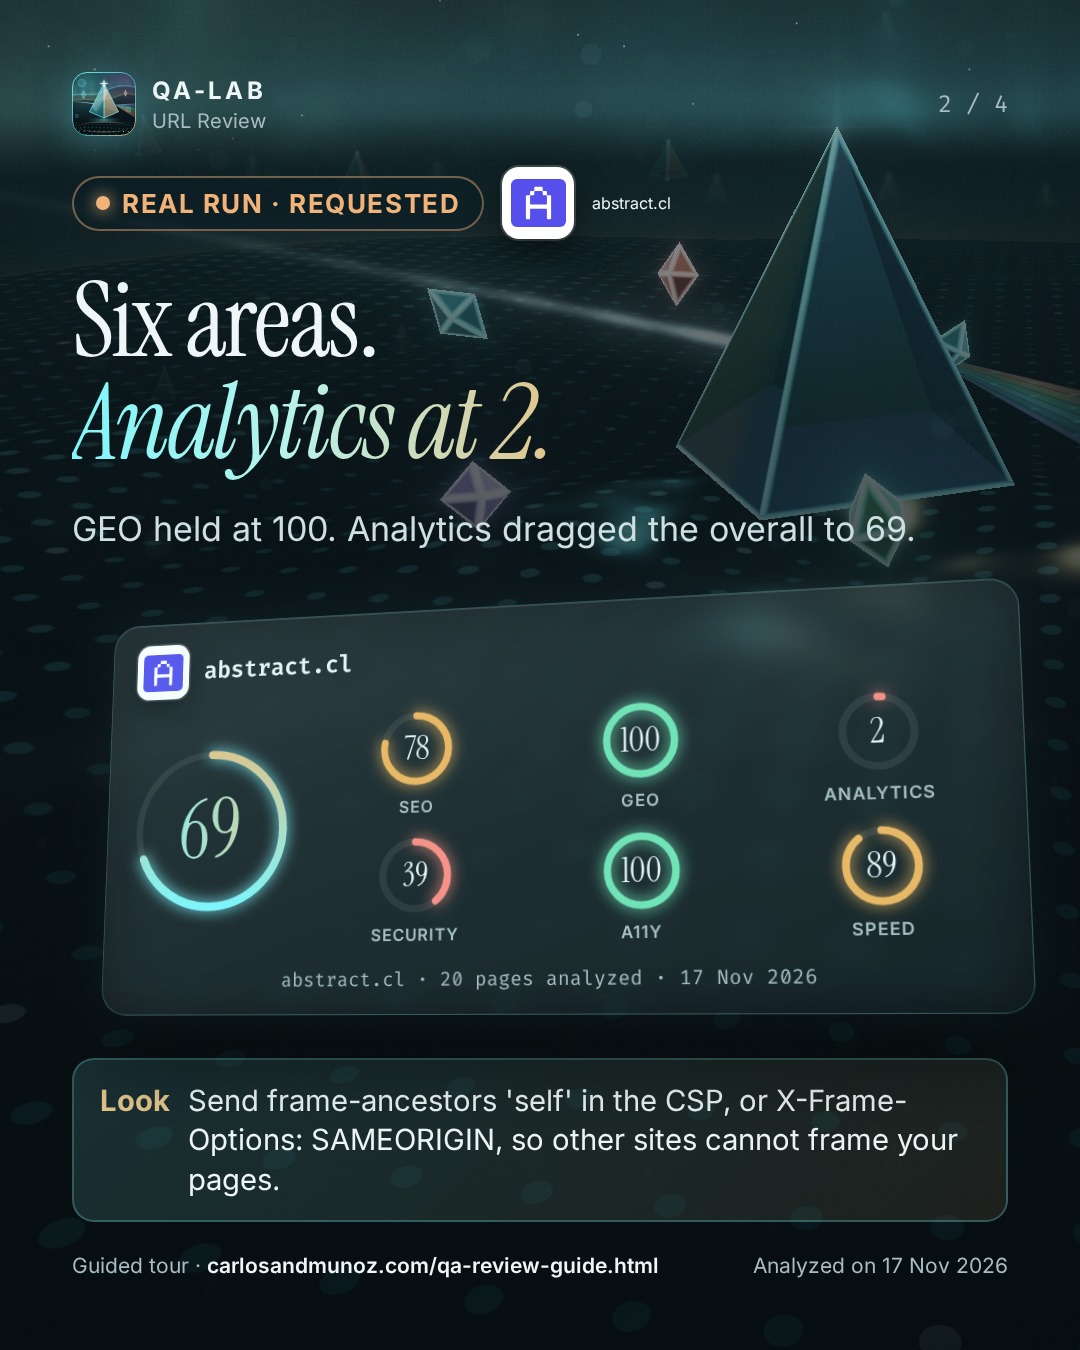 QA-LAB
URL Review
2 / 4
REAL RUN · REQUESTED
A
abstract.cl
Six areas.
Analytics at 2.
GEO held at 100. Analytics dragged the overall to 69.
A
abstract.cl
69
78
SEO
100
GEO
2
ANALYTICS
39
SECURITY
100
A11Y
89
SPEED
abstract.cl · 20 pages analyzed · 17 Nov 2026
Look
Send frame-ancestors 'self' in the CSP, or X-Frame-
Options: SAMEORIGIN, so other sites cannot frame your
pages.
Guided tour · carlosandmunoz.com/qa-review-guide.html
Analyzed on 17 Nov 2026